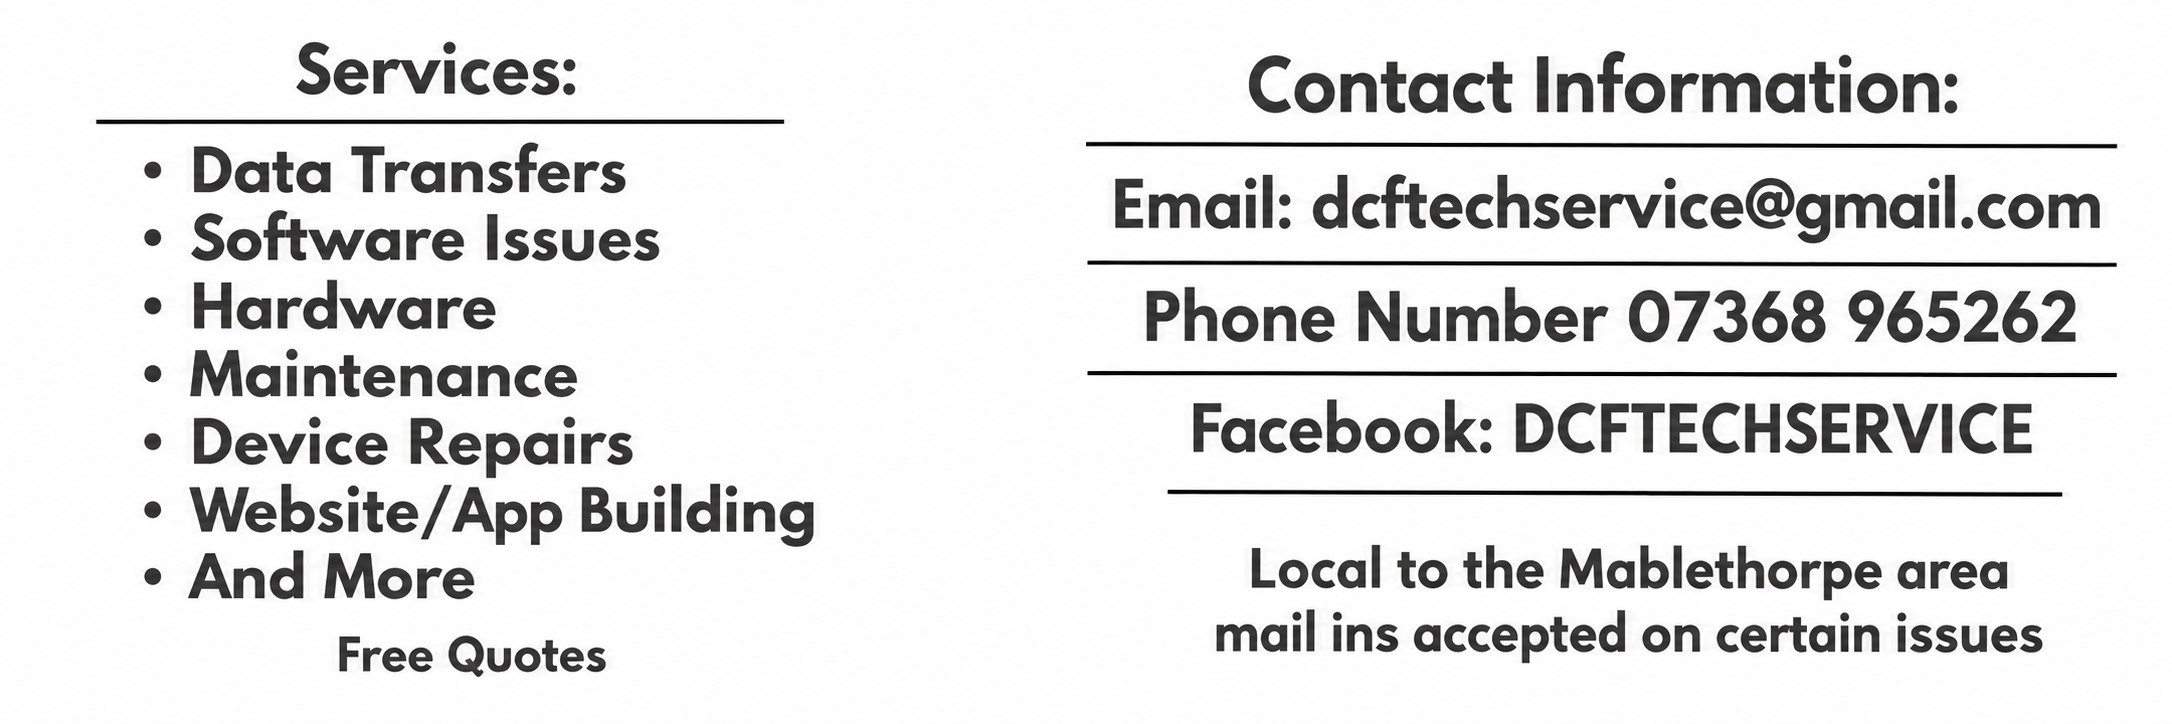 Services:
• Data Transfers
• Software Issues
• Hardware
• Maintenance
• Device Repairs
• Website/App Building
• And More
Free Quotes
Contact Information:
Email: dcftechservice@gmail.com
Phone Number 07368 965262
Facebook: DCFTECHSERVICE
Local to the Mablethorpe area
mail ins accepted on certain issues